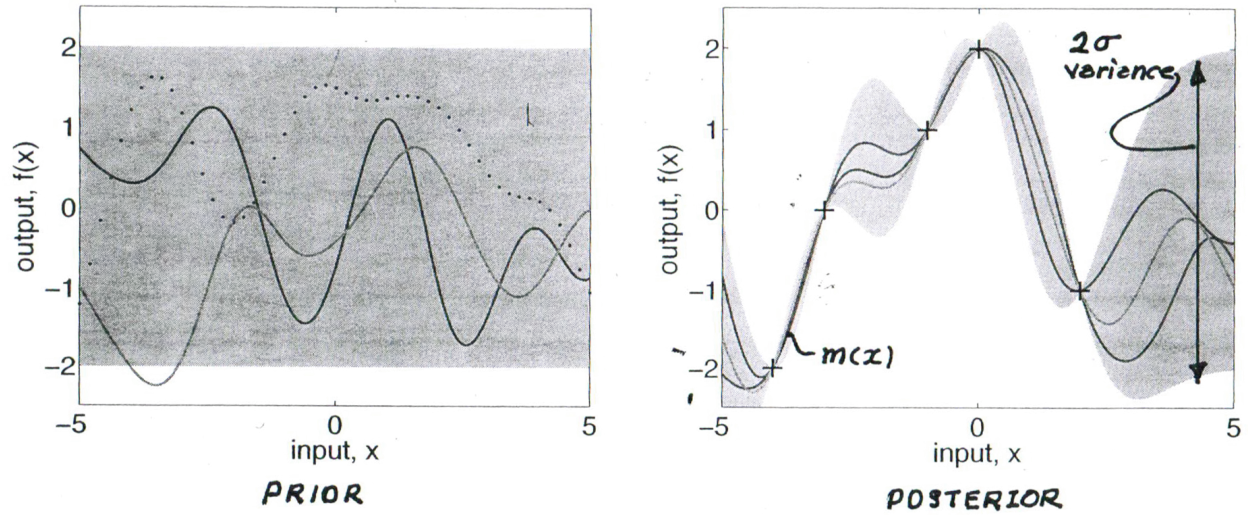 2
1
0
−1
−2
−5
0
5
output, f(x)
input, x
PRIOR
2
1
0
−1
−2
−5
0
5
output, f(x)
input, x
2σ
variance
m(x)
POSTERIOR